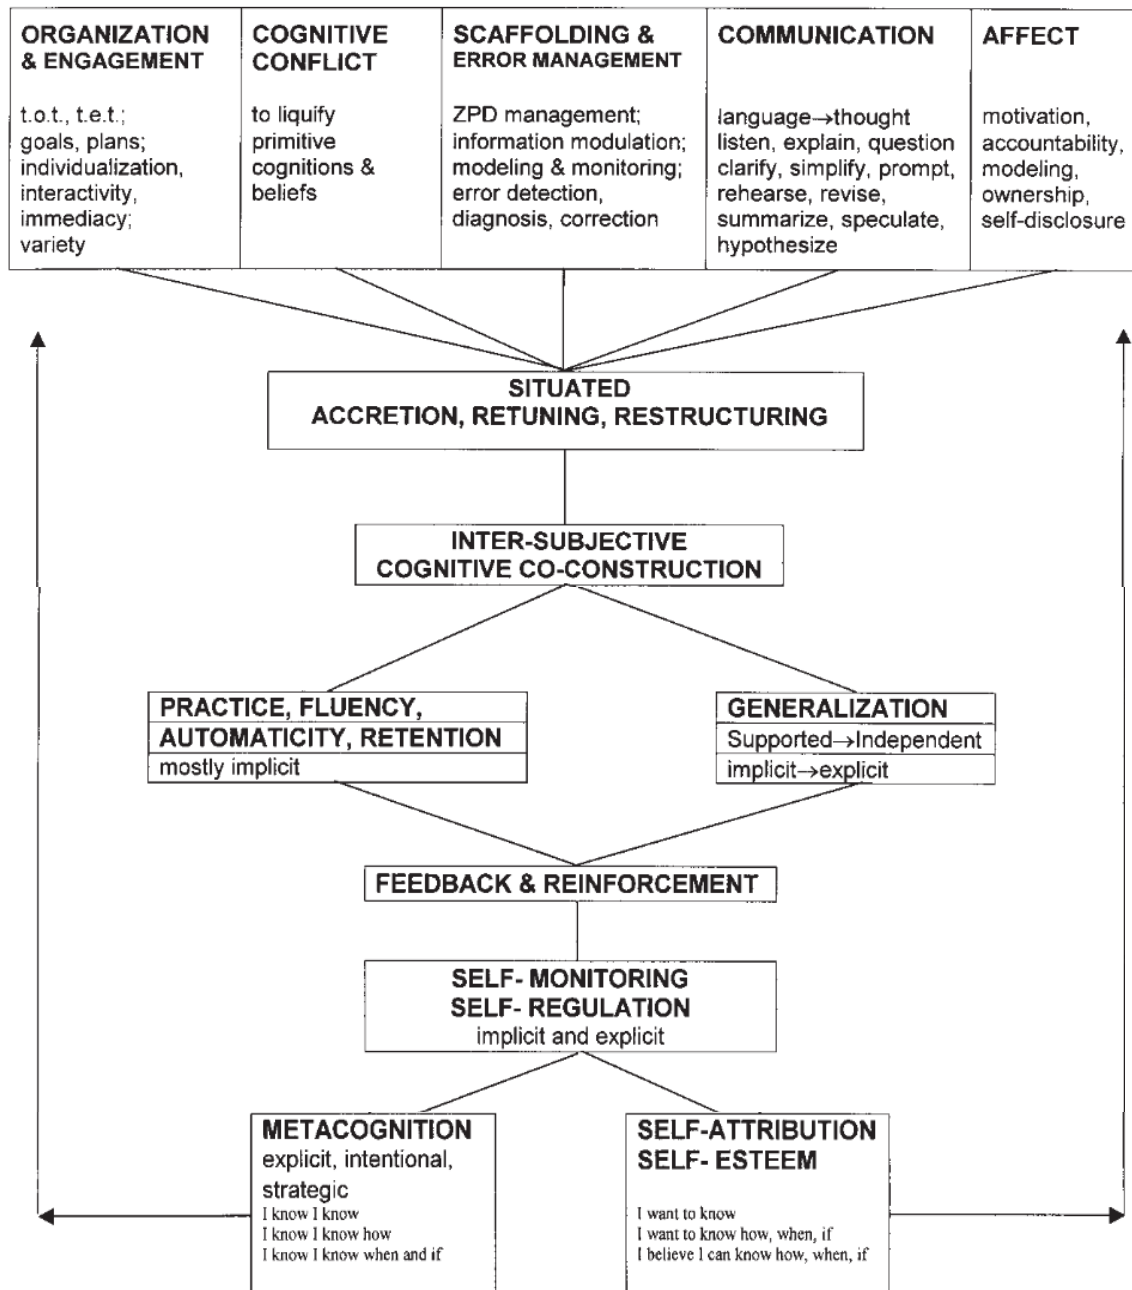 ORGANIZATION
& ENGAGEMENT
t.o.t., t.e.t.;
goals, plans;
individualization,
interactivity,
immediacy;
variety
COGNITIVE
CONFLICT
to liquify
primitive
cognitions &
beliefs
SCAFFOLDING &
ERROR MANAGEMENT
ZPD management;
information modulation;
modeling & monitoring;
error detection,
diagnosis, correction
COMMUNICATION
language→thought
listen, explain, question
clarify, simplify, prompt,
rehearse, revise,
summarize, speculate,
hypothesize
AFFECT
motivation,
accountability,
modeling,
ownership,
self-disclosure
SITUATED
ACCRETION, RETUNING, RESTRUCTURING
INTER-SUBJECTIVE
COGNITIVE CO-CONSTRUCTION
PRACTICE, FLUENCY,
AUTOMATICITY, RETENTION
mostly implicit
GENERALIZATION
Supported→Independent
implicit→explicit
FEEDBACK & REINFORCEMENT
SELF- MONITORING
SELF- REGULATION
implicit and explicit
METACOGNITION
explicit, intentional,
strategic
I know I know
I know I know how
I know I know when and if
SELF-ATTRIBUTION
SELF- ESTEEM
I want to know
I want to know how, when, if
I believe I can know how, when, if